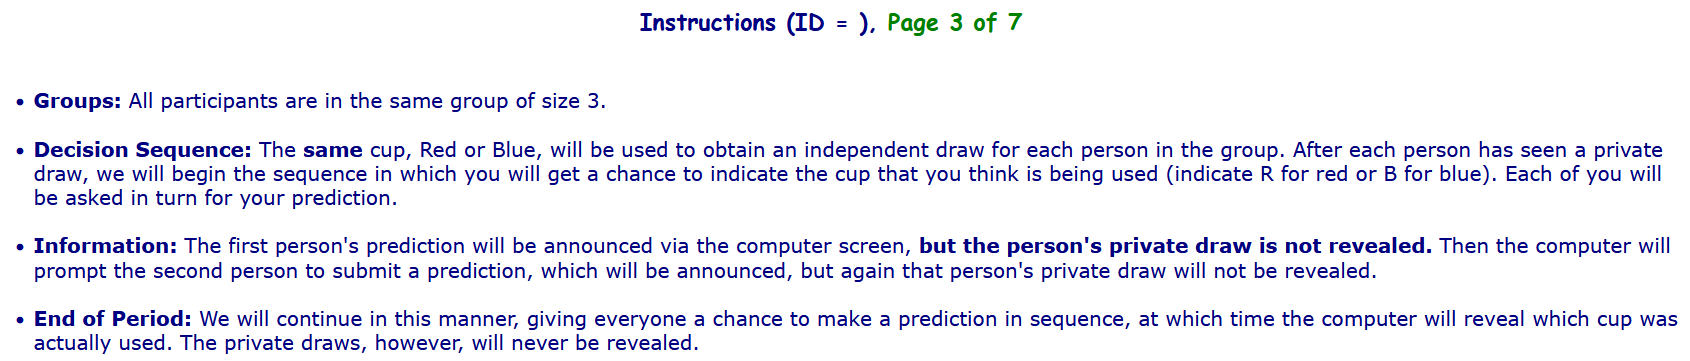 Instructions (ID = ), Page 3 of 7
• Groups: All participants are in the same group of size 3.
• Decision Sequence: The same cup, Red or Blue, will be used to obtain an independent draw for each person in the group. After each person has seen a private
draw, we will begin the sequence in which you will get a chance to indicate the cup that you think is being used (indicate R for red or B for blue). Each of you will
be asked in turn for your prediction.
• Information: The first person's prediction will be announced via the computer screen, but the person's private draw is not revealed. Then the computer will
prompt the second person to submit a prediction, which will be announced, but again that person's private draw will not be revealed.
• End of Period: We will continue in this manner, giving everyone a chance to make a prediction in sequence, at which time the computer will reveal which cup was
actually used. The private draws, however, will never be revealed.